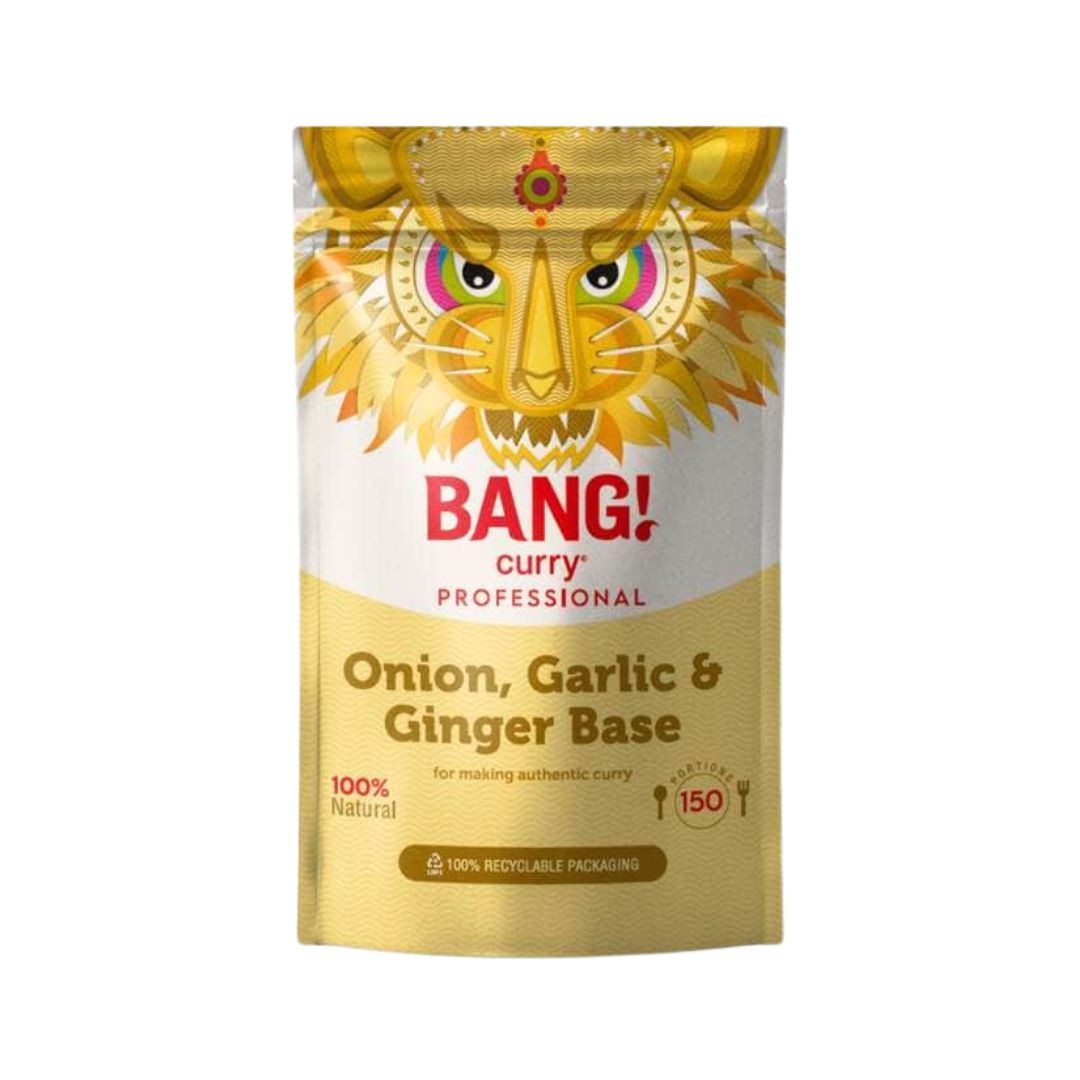 BANG!
curry®
PROFESSIONAL
Onion, Garlic &
Ginger Base
for making authentic curry
100%
Natural
PORTIONS
150
100% RECYCLABLE PACKAGING